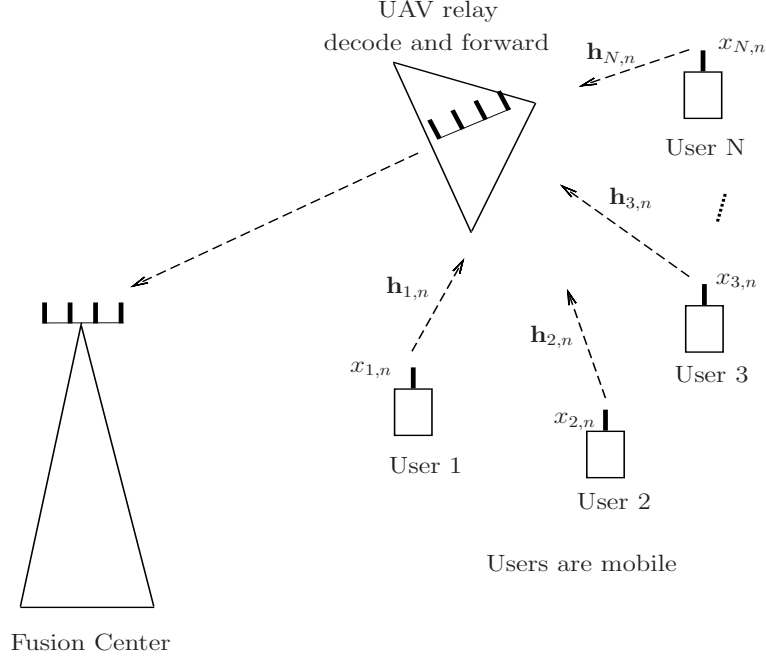 UAV relay
decode and forward
h_{N,n}
x_{N,n}
User N
h_{3,n}
x_{3,n}
User 3
h_{1,n}
x_{1,n}
User 1
h_{2,n}
x_{2,n}
User 2
Users are mobile
Fusion Center